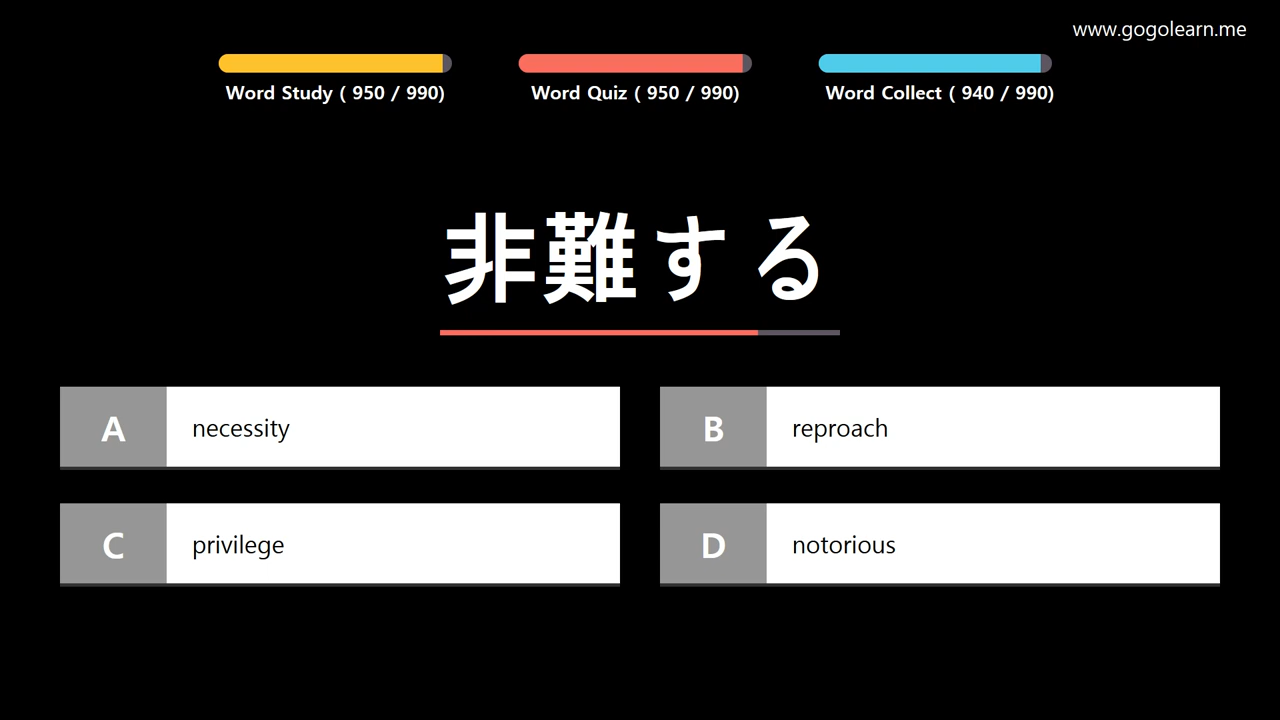 www.gogolearn.me
Word Study ( 950 / 990)
Word Quiz ( 950 / 990)
Word Collect ( 940 / 990)
非難する
A necessity
B reproach
C privilege
D notorious